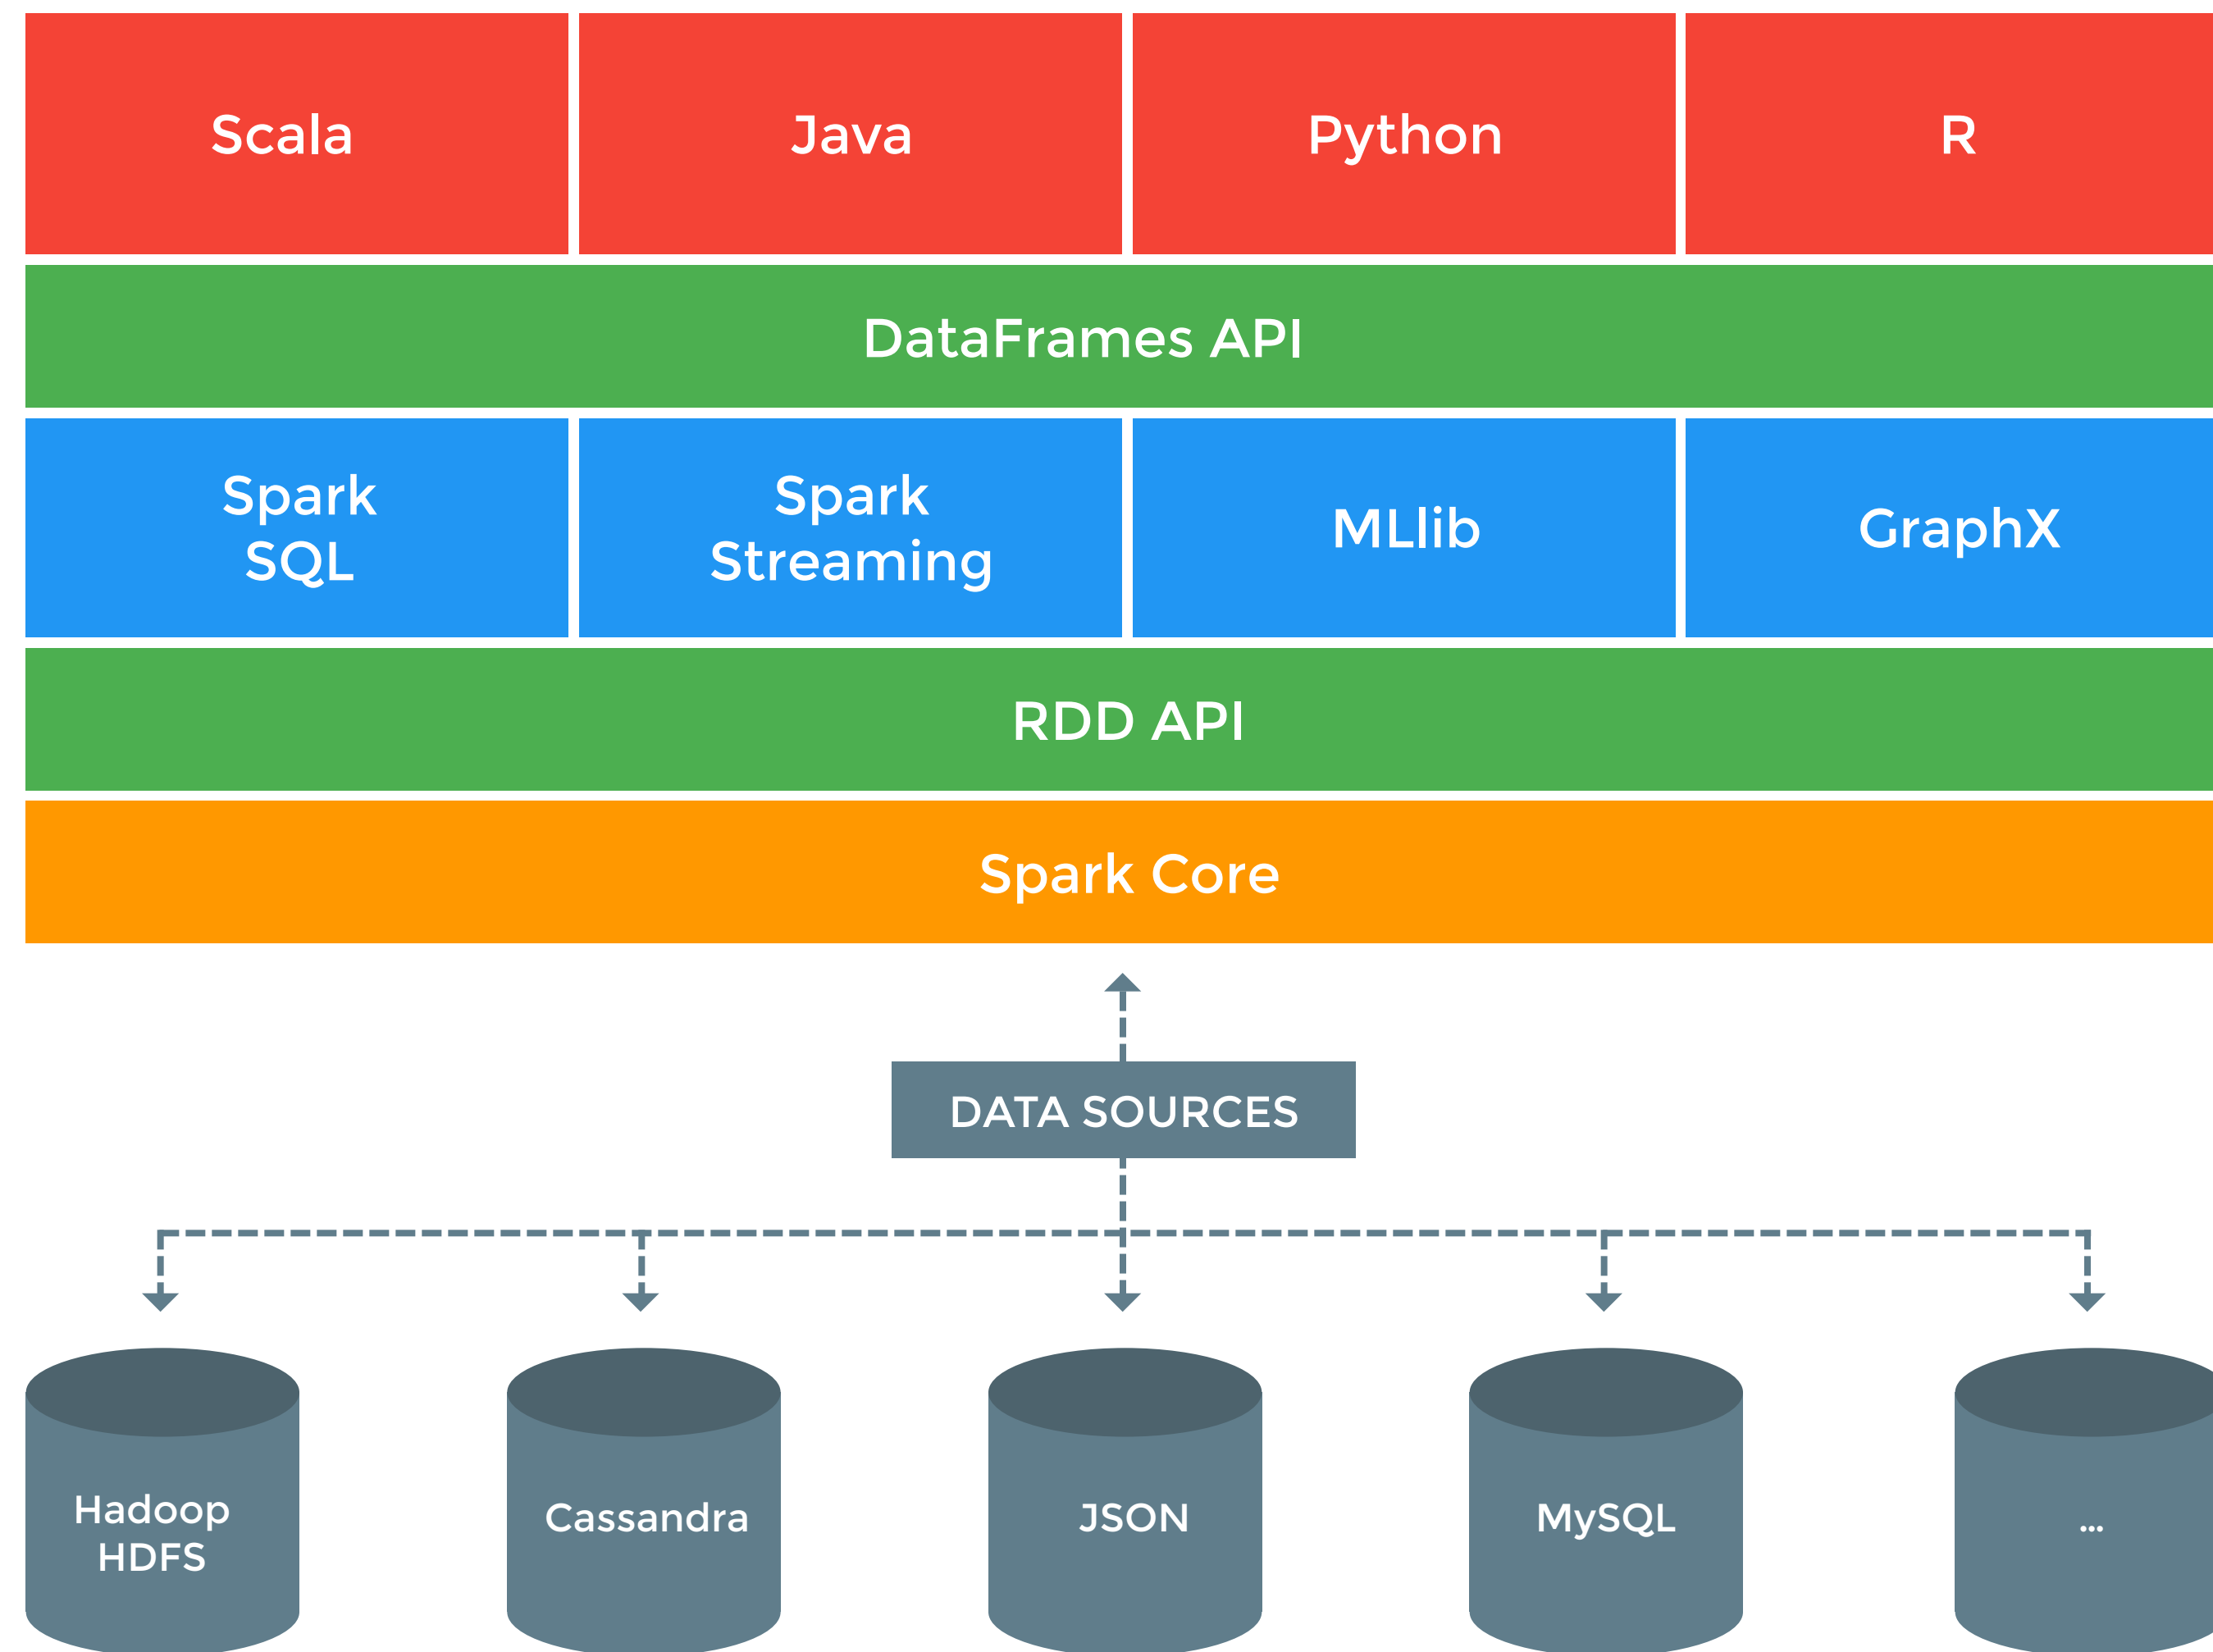 Scala
Java
Python
R
DataFrames API
Spark
SQL
Spark
Streaming
MLlib
GraphX
RDD API
Spark Core
DATA SOURCES
Hadoop
HDFS
Cassandra
JSON
MySQL
...